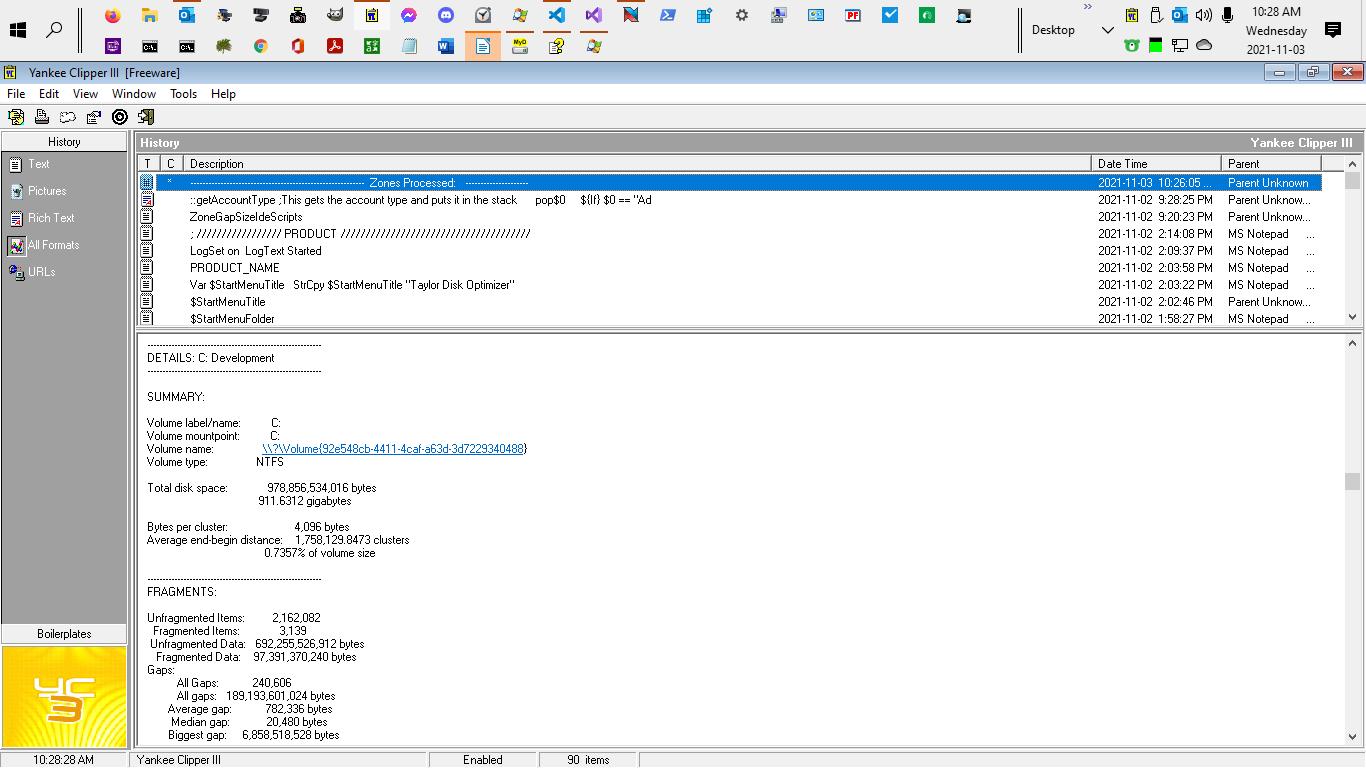 10:28 AM
Desktop
Wednesday
2021-11-03
Yankee Clipper III [Freeware]
File Edit View Window Tools Help
History
Text
Pictures
Rich Text
All Formats
URLs
Boilerplates
YC
3
History Yankee Clipper III
T C Description Date Time Parent
* ---------------------------------------------------------- Zones Processed: --------------------- 2021-11-03 10:26:05 ... Parent Unknown
::getAccountType ;This gets the account type and puts it in the stack pop$0 ${If} $0 == "Ad 2021-11-02 9:28:25 PM Parent Unknow...
ZoneGapSizeIdeScripts 2021-11-02 9:20:23 PM Parent Unknow...
; ///////////////// PRODUCT ////////////////////////////////////// 2021-11-02 2:14:08 PM MS Notepad ...
LogSet on LogText Started 2021-11-02 2:09:37 PM MS Notepad ...
PRODUCT_NAME 2021-11-02 2:03:58 PM MS Notepad ...
Var $StartMenuTitle StrCpy $StartMenuTitle "Taylor Disk Optimizer" 2021-11-02 2:03:22 PM MS Notepad ...
$StartMenuTitle 2021-11-02 2:02:46 PM Parent Unknow...
$StartMenuFolder 2021-11-02 1:58:27 PM MS Notepad ...
----------------------------------------------------------
DETAILS: C: Development
----------------------------------------------------------
SUMMARY:
Volume label/name: C:
Volume mountpoint: C:
Volume name: \\?\Volume{92e548cb-4411-4caf-a63d-3d7229340488}
Volume type: NTFS
Total disk space: 978,856,534,016 bytes
911.6312 gigabytes
Bytes per cluster: 4,096 bytes
Average end-begin distance: 1,758,129.8473 clusters
0.7357% of volume size
----------------------------------------------------------
FRAGMENTS:
Unfragmented Items: 2,162,082
Fragmented Items: 3,139
Unfragmented Data: 692,255,526,912 bytes
Fragmented Data: 97,391,370,240 bytes
Gaps:
All Gaps: 240,606
All gaps: 189,193,601,024 bytes
Average gap: 782,336 bytes
Median gap: 20,480 bytes
Biggest gap: 6,858,518,528 bytes
10:28:28 AM Yankee Clipper III Enabled 90 items